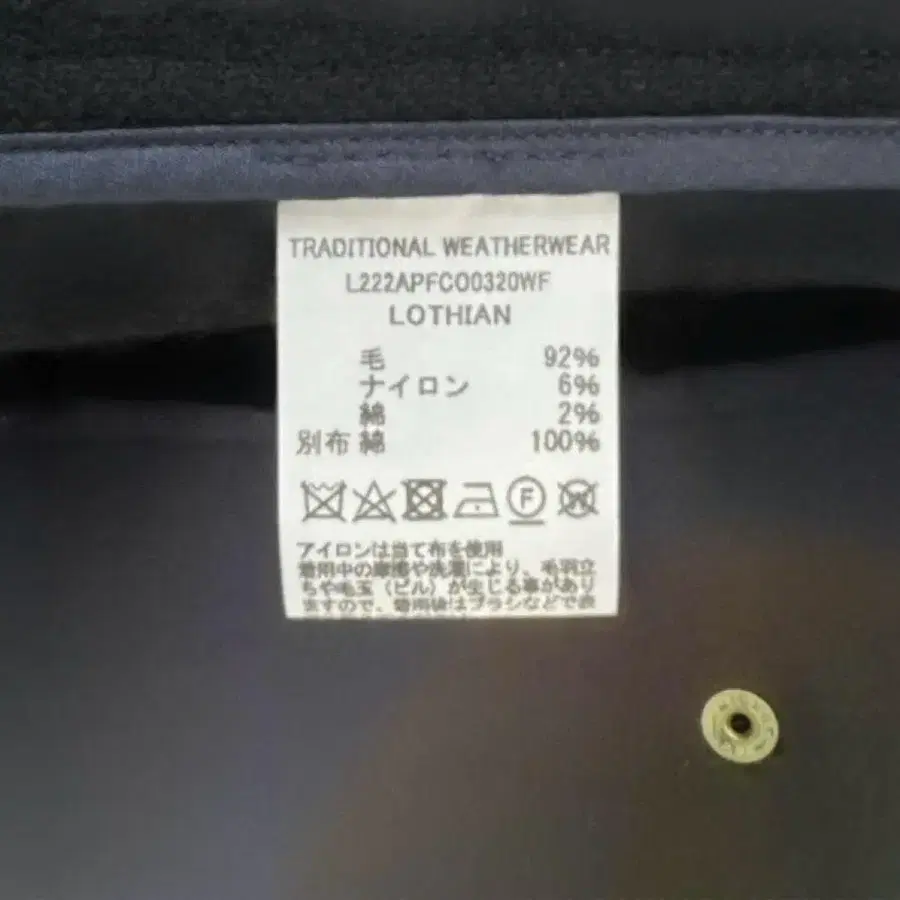 TRADITIONAL WEATHERWEAR
L222APFCO0320WF
LOTHIAN
毛 92%
ナイロン 6%
綿 2%
別布 綿 100%
F
W
アイロンは当て布を使用
着用中の摩擦や洗濯により、毛羽立
ちや毛玉（ピル）が生じる事があり
ますので、着用後はブラシなどで